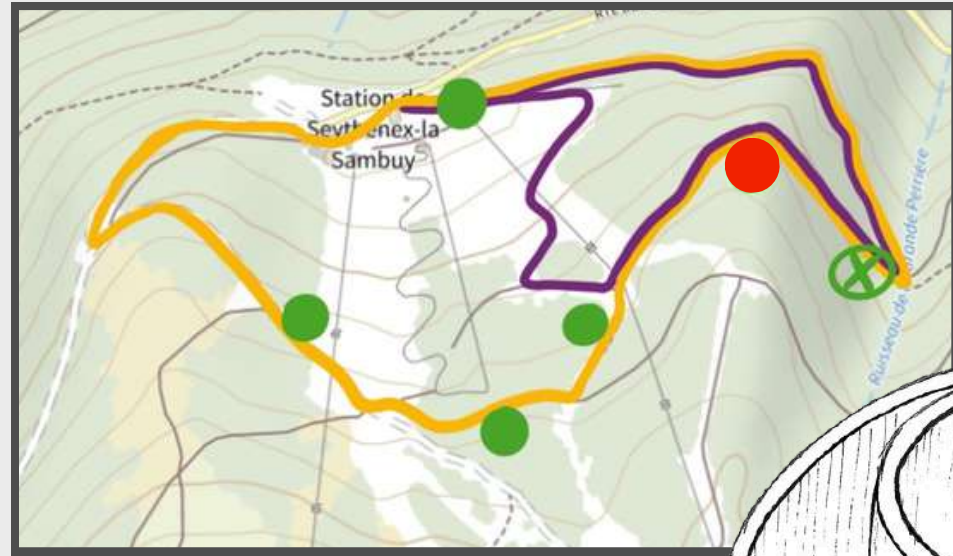 Station de
Seythenex-la
Sambuy
Ruisseau de
Grande Perrière